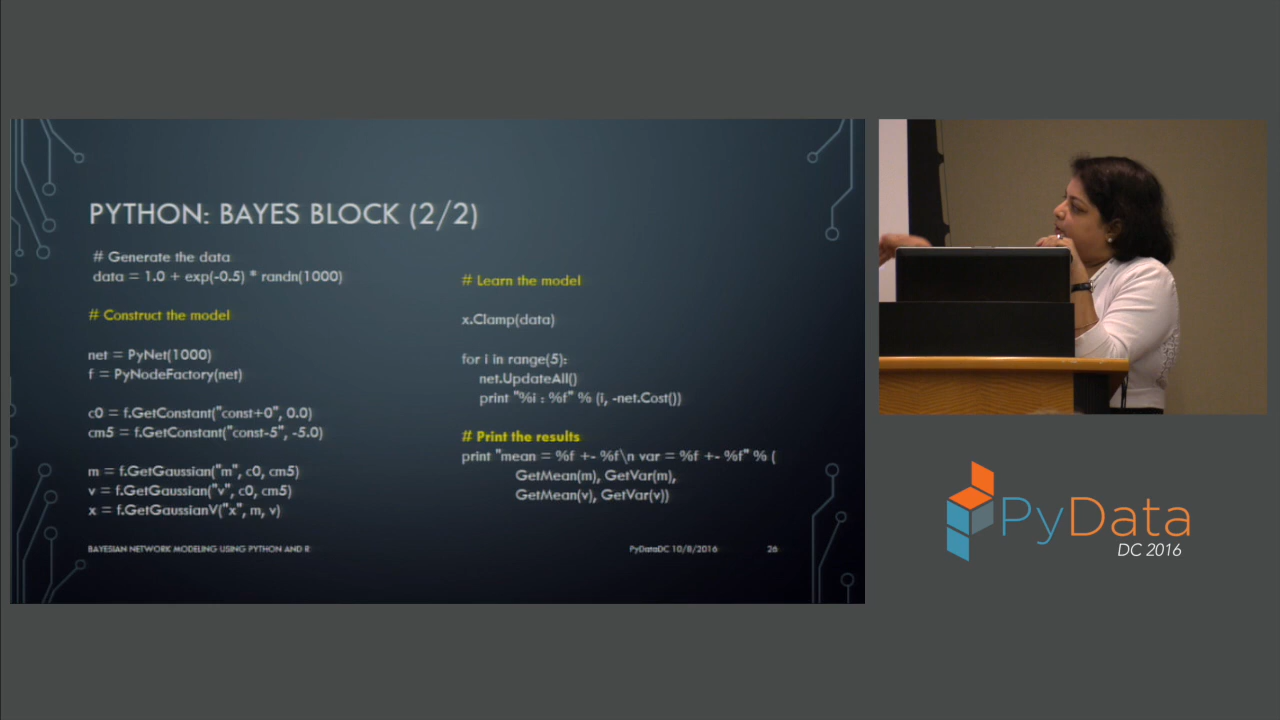 PYTHON: BAYES BLOCK (2/2)
# Generate the data
data = 1.0 + exp(-0.5) * randn(1000)
# Construct the model
net = PyNet(1000)
f = PyNodeFactory(net)
c0 = f.GetConstant("const+0", 0.0)
cm5 = f.GetConstant("const-5", -5.0)
m = f.GetGaussian("m", c0, cm5)
v = f.GetGaussian("v", c0, cm5)
x = f.GetGaussianV("x", m, v)
# Learn the model
x.Clamp(data)
for i in range(5):
net.UpdateAll()
print "%i : %f" % (i, -net.Cost())
# Print the results
print "mean = %f +- %f\n var = %f +- %f" % (
GetMean(m), GetVar(m),
GetMean(v), GetVar(v))
BAYESIAN NETWORK MODELING USING PYTHON AND R
PyDataDC 10/8/2016
26
PyData
DC 2016